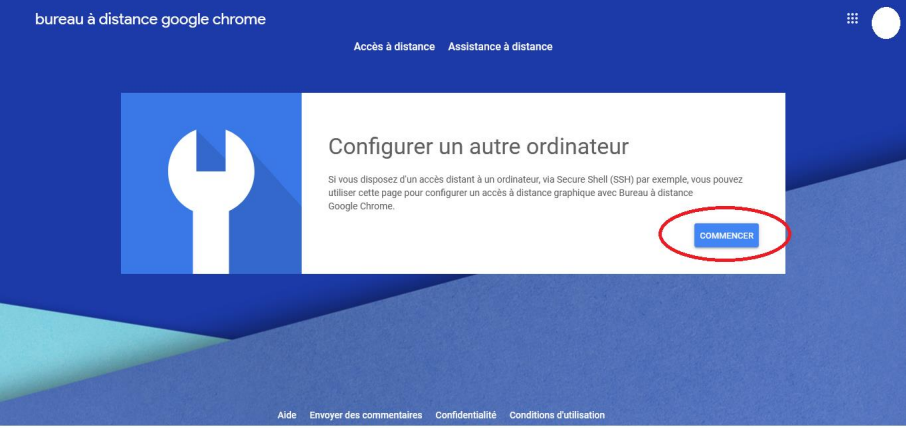 bureau à distance google chrome
Accès à distance Assistance à distance
Configurer un autre ordinateur
Si vous disposez d'un accès distant à un ordinateur, via Secure Shell (SSH) par exemple, vous pouvez
utiliser cette page pour configurer un accès à distance graphique avec Bureau à distance
Google Chrome.
COMMENCER
Aide Envoyer des commentaires Confidentialité Conditions d'utilisation